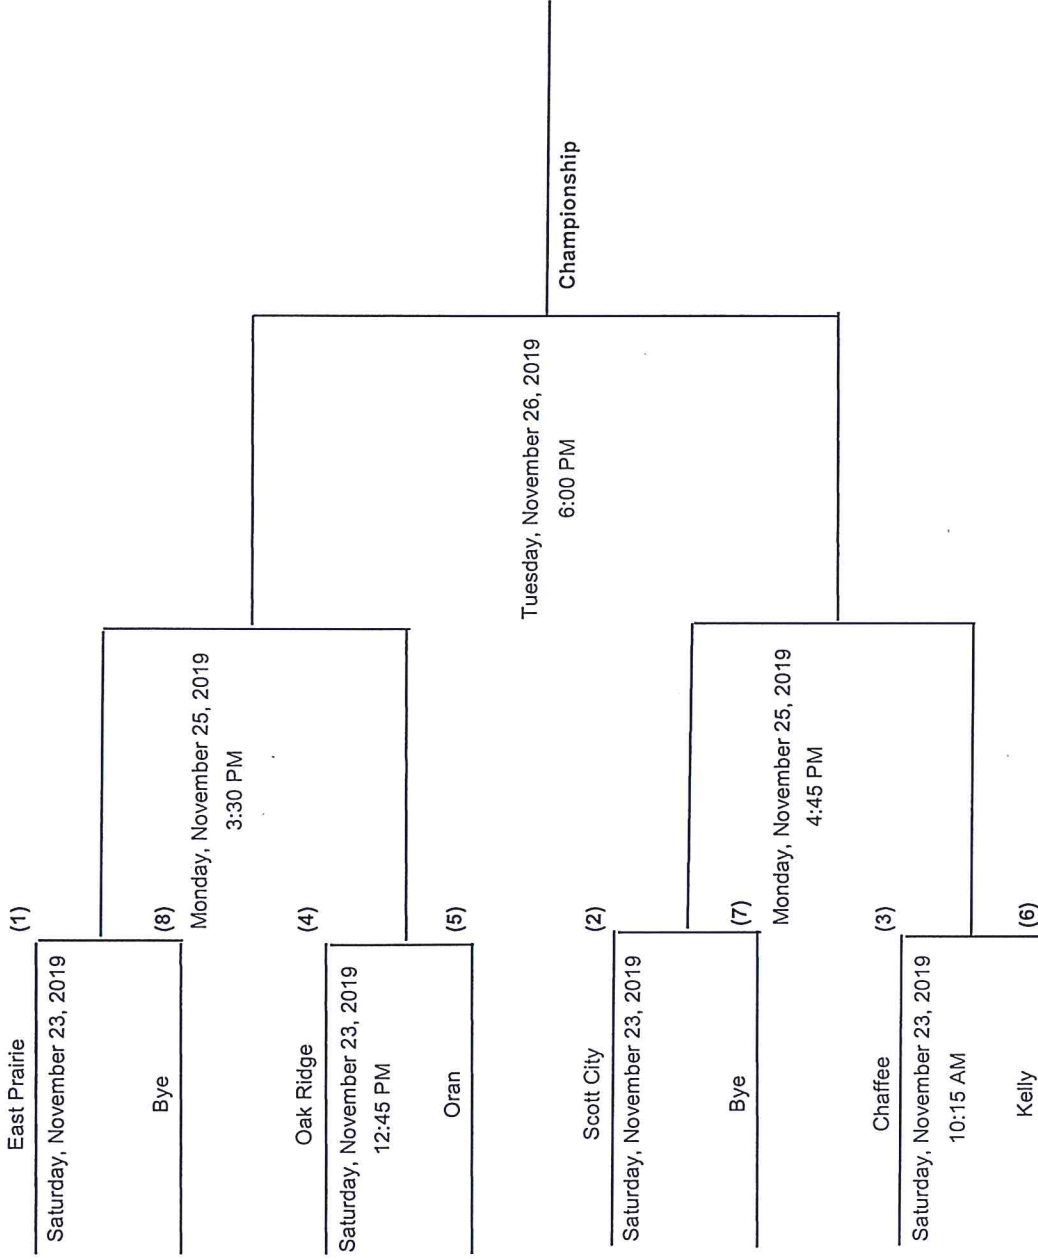 East Prairie
(1)
Saturday, November 23, 2019
Bye
(8)
Monday, November 25, 2019
3:30 PM
Oak Ridge
(4)
Saturday, November 23, 2019
12:45 PM
Oran
(5)
Tuesday, November 26, 2019
6:00 PM
Championship
Scott City
(2)
Saturday, November 23, 2019
Bye
(7)
Monday, November 25, 2019
4:45 PM
Chaffee
(3)
Saturday, November 23, 2019
10:15 AM
Kelly
(6)